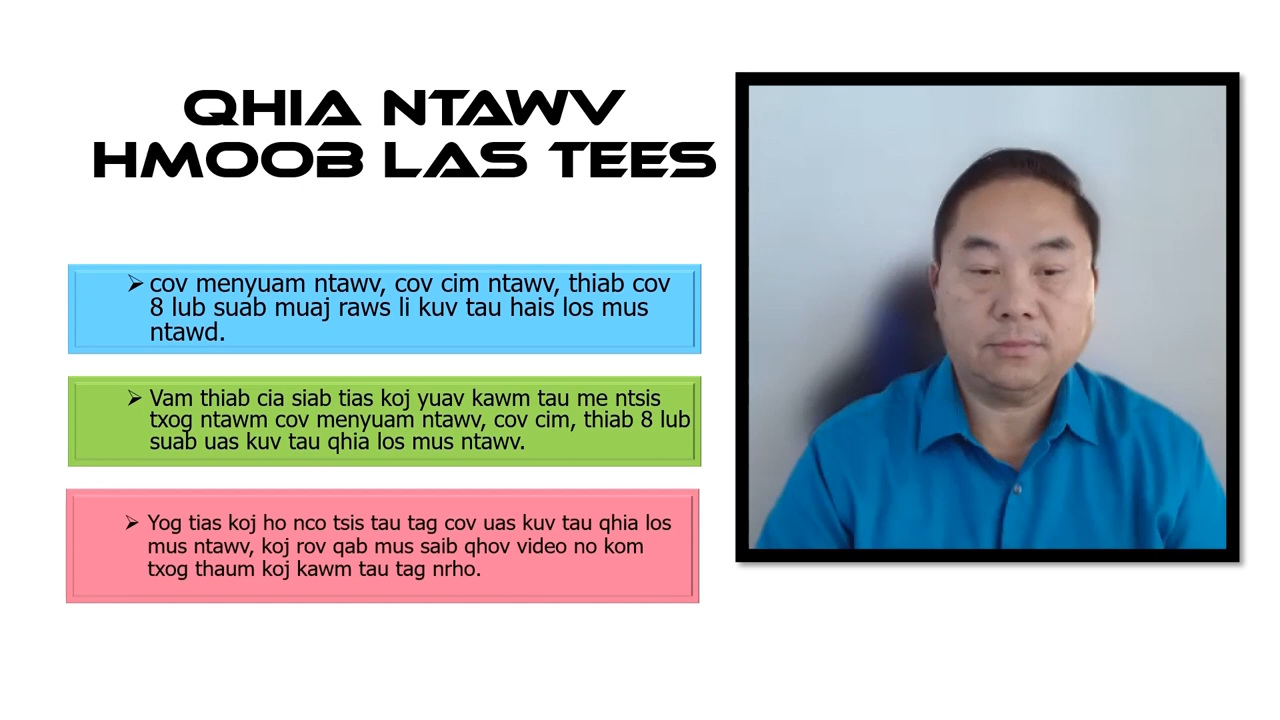 QHIA NTAWV
HMOOB LAS TEES
➢ cov menyuam ntawv, cov cim ntawv, thiab cov
8 lub suab muaj raws li kuv tau hais los mus
ntawd.
➢ Vam thiab cia siab tias koj yuav kawm tau me ntsis
txog ntawm cov menyuam ntawv, cov cim, thiab 8 lub
suab uas kuv tau qhia los mus ntawv.
➢ Yog tias koj ho nco tsis tau tag cov uas kuv tau qhia los
mus ntawv, koj rov qab mus saib qhov video no kom
txog thaum koj kawm tau tag nrho.